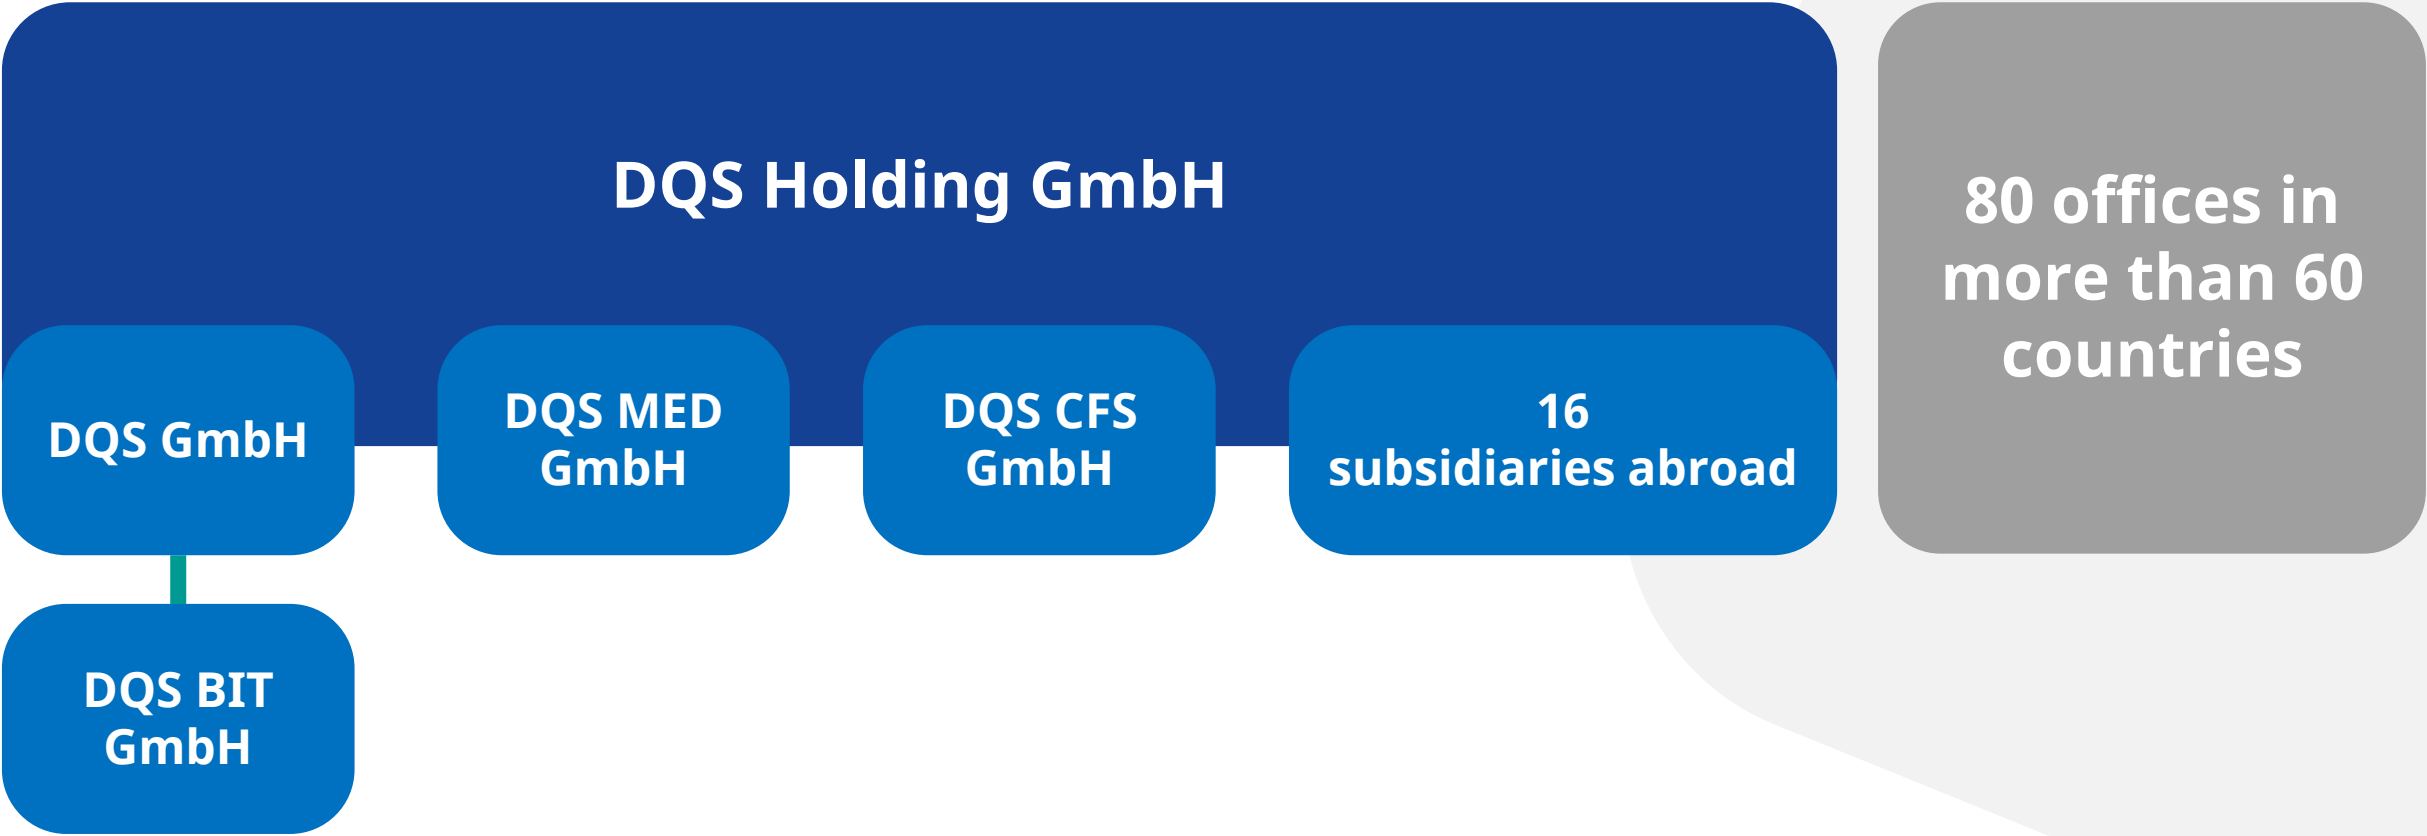 DQS Holding GmbH
80 offices in
more than 60
countries
DQS GmbH
DQS MED
GmbH
DQS CFS
GmbH
16
subsidiaries abroad
DQS BIT
GmbH